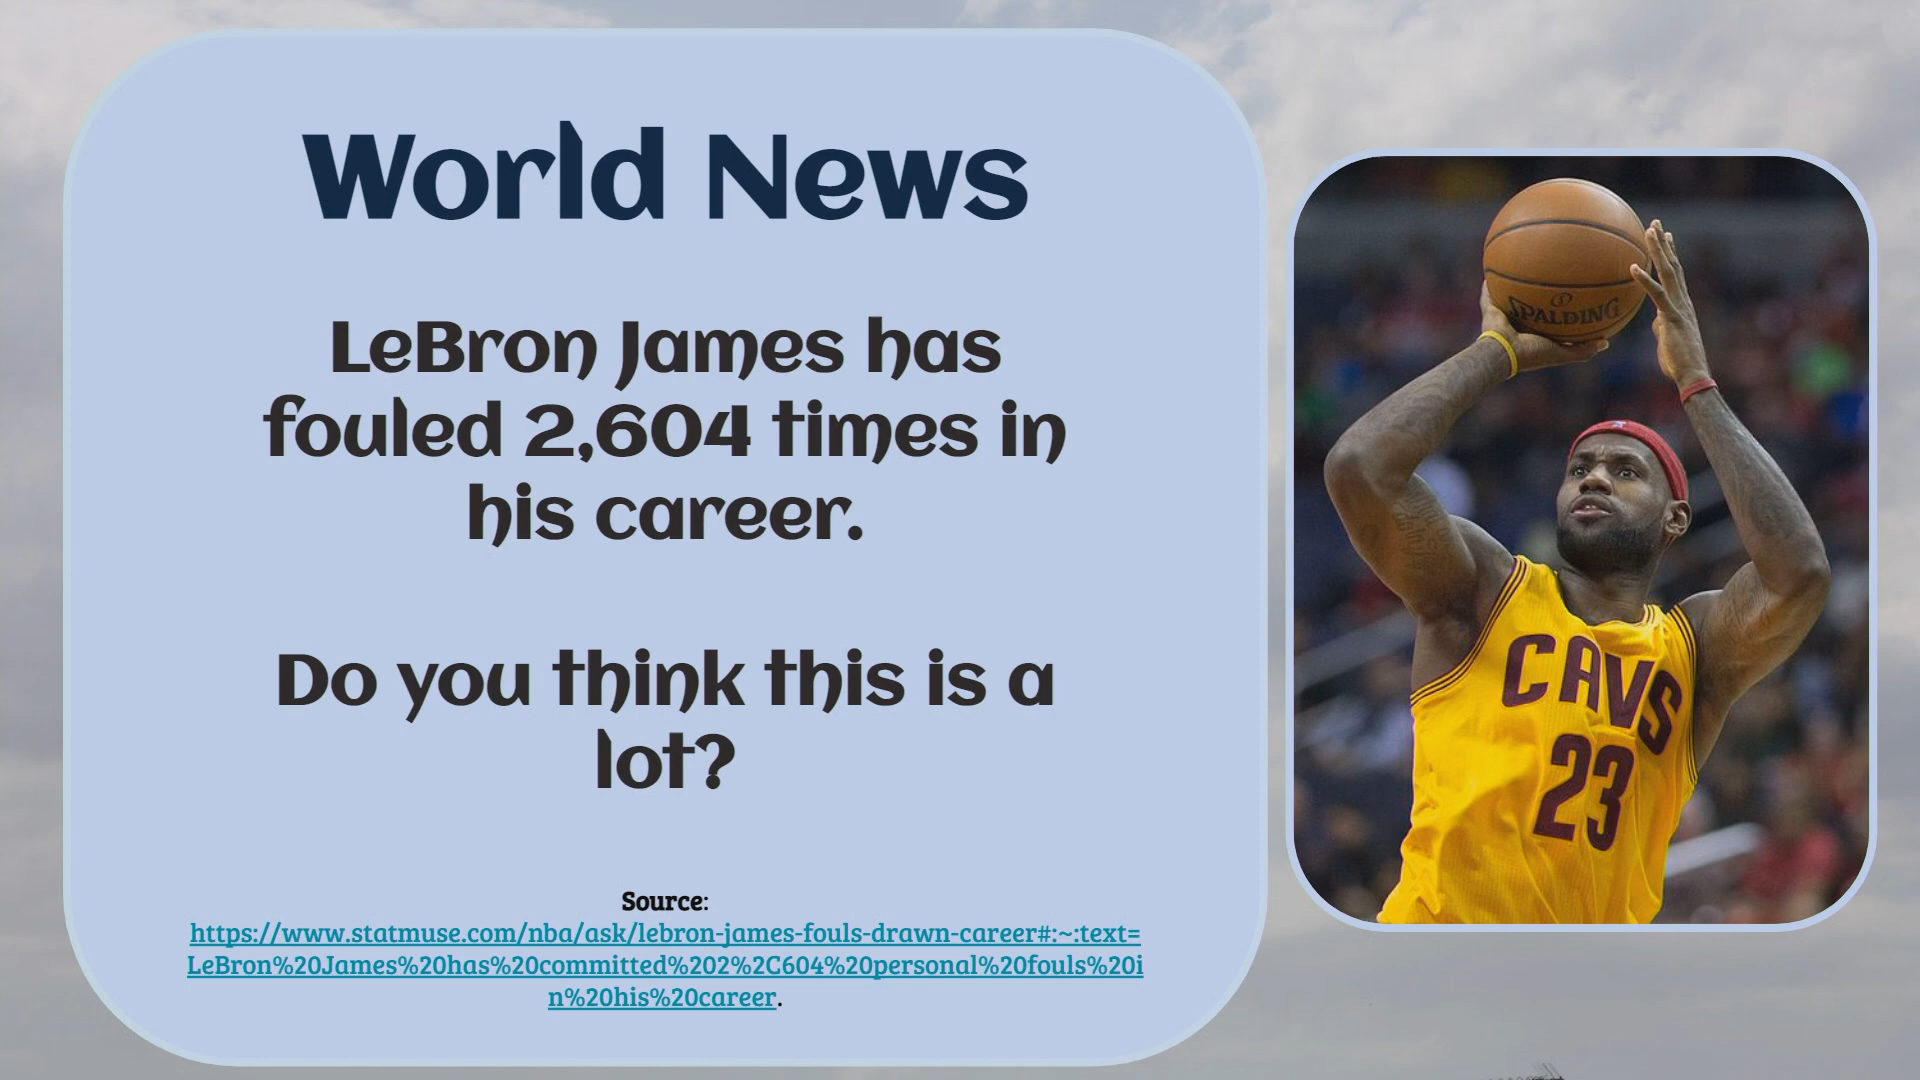 World News
LeBron James has
fouled 2,604 times in
his career.
Do you think this is a
lot?
Source:
https://www.statmuse.com/nba/ask/lebron-james-fouls-drawn-career#:~:text=
LeBron%20James%20has%20committed%202%2C604%20personal%20fouls%20i
n%20his%20career.
SPALDING
CAVS
23